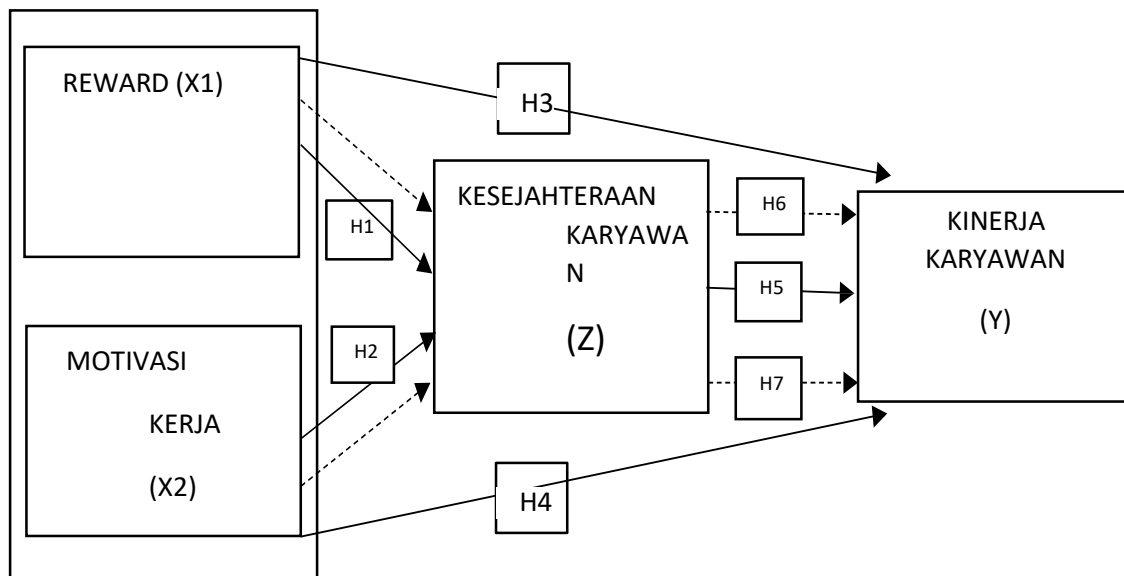 REWARD (X1)
H3
KESEJAHTERAAN
KARYAWA
N
(Z)
H1
H2
H6
H5
H7
KINERJA
KARYAWAN
(Y)
MOTIVASI
KERJA
(X2)
H4